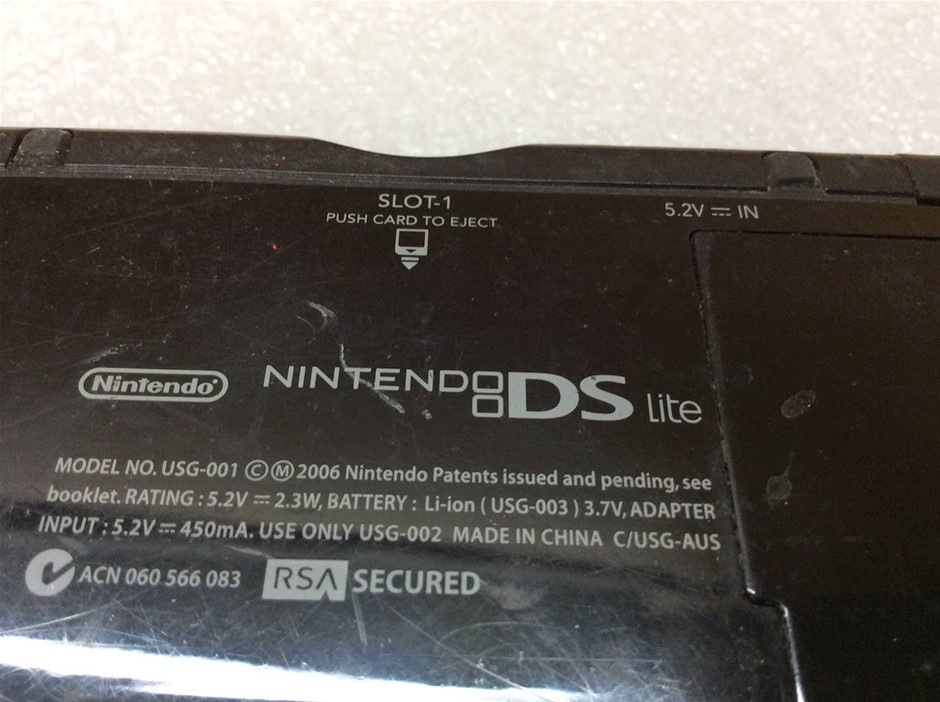 SLOT-1
PUSH CARD TO EJECT
5.2V ⎓ IN
Nintendo®
NINTENDO DS Lite
MODEL NO. USG-001 ⒸⓂ 2006 Nintendo Patents issued and pending, see
booklet. RATING : 5.2V ⎓ 2.3W, BATTERY : Li-ion ( USG-003 ) 3.7V, ADAPTER
INPUT : 5.2V ⎓ 450mA. USE ONLY USG-002 MADE IN CHINA C/USG-AUS
ACN 060 566 083 RSA SECURED